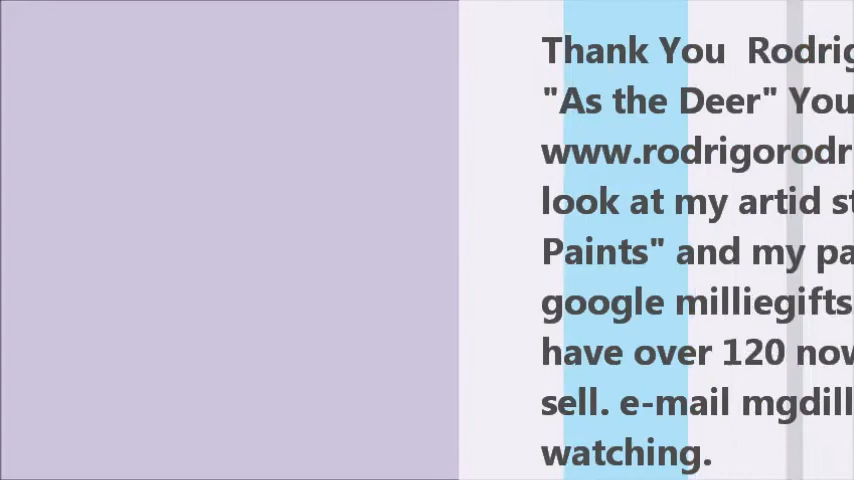 Thank You Rodrig
"As the Deer" You
www.rodrigorodr
look at my artid st
Paints" and my pa
google milliegifts
have over 120 now
sell. e-mail mgdill
watching.